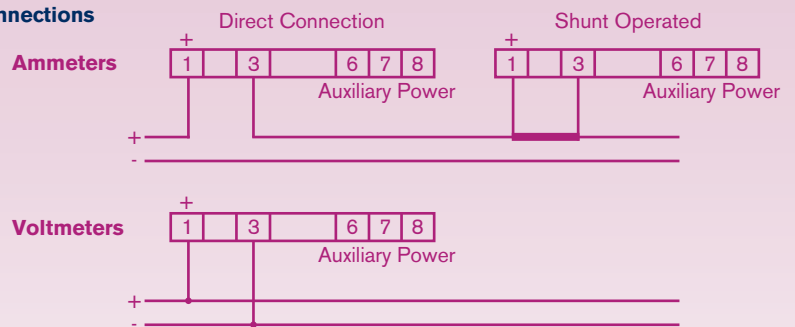 Direct Connection Shunt Operated
+ +
Ammeters 1 3 6 7 8 1 3 6 7 8
Auxiliary Power Auxiliary Power
+
-
+
Voltmeters 1 3 6 7 8
Auxiliary Power
+
-